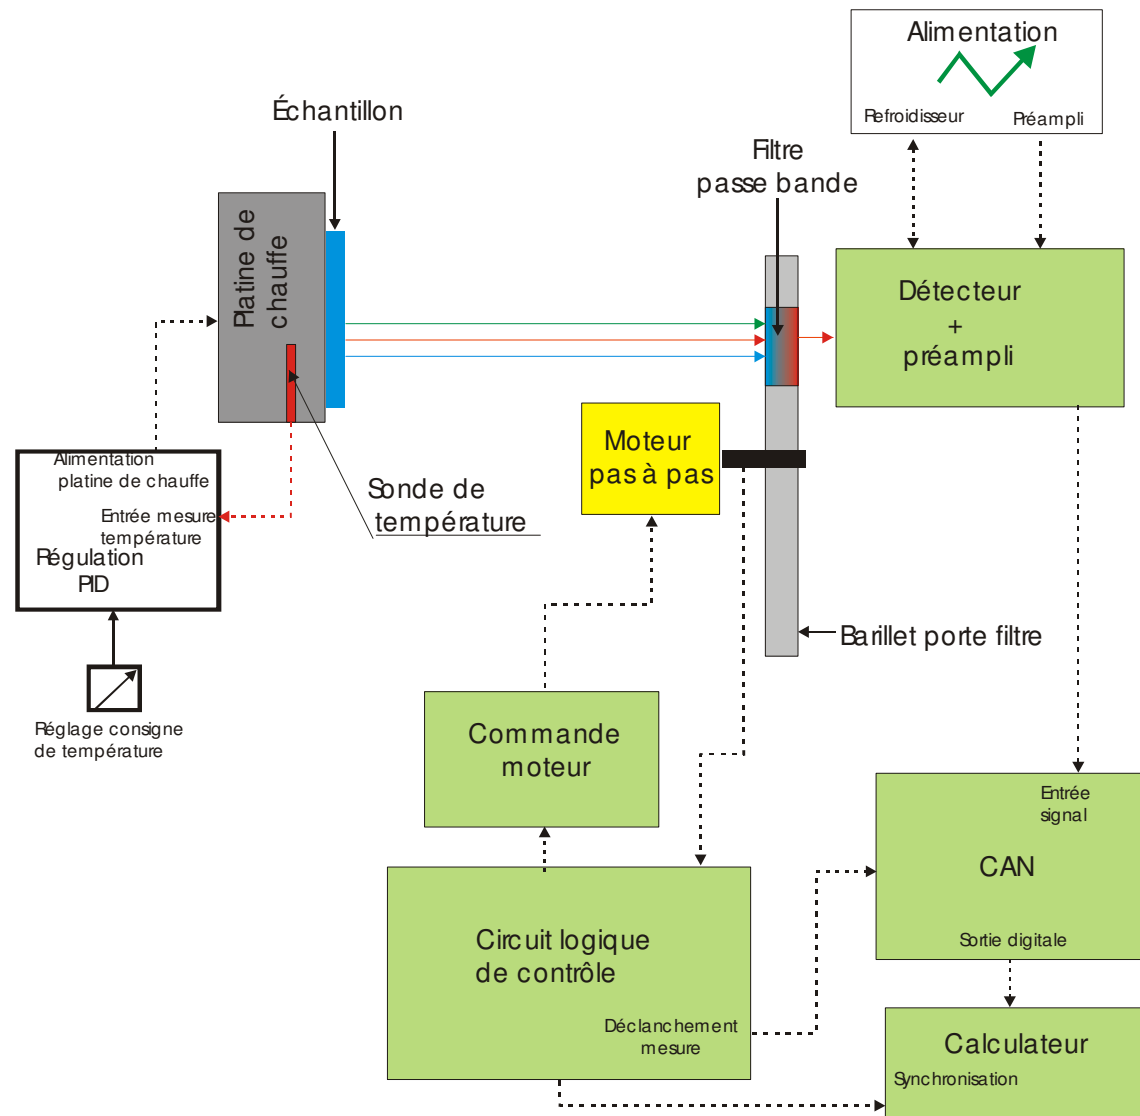 Alimentation
Refroidisseur
Préampli
Échantillon
Filtre
passe bande
Platine de
chauffe
Détecteur
+
préampli
Moteur
pas à pas
Alimentation
platine de chauffe
Entrée mesure
température
Régulation
PID
Sonde de
température
Barillet porte filtre
Réglage consigne
de température
Commande
moteur
Entrée
signal
CAN
Sortie digitale
Circuit logique
de contrôle
Déclanchement
mesure
Calculateur
Synchronisation